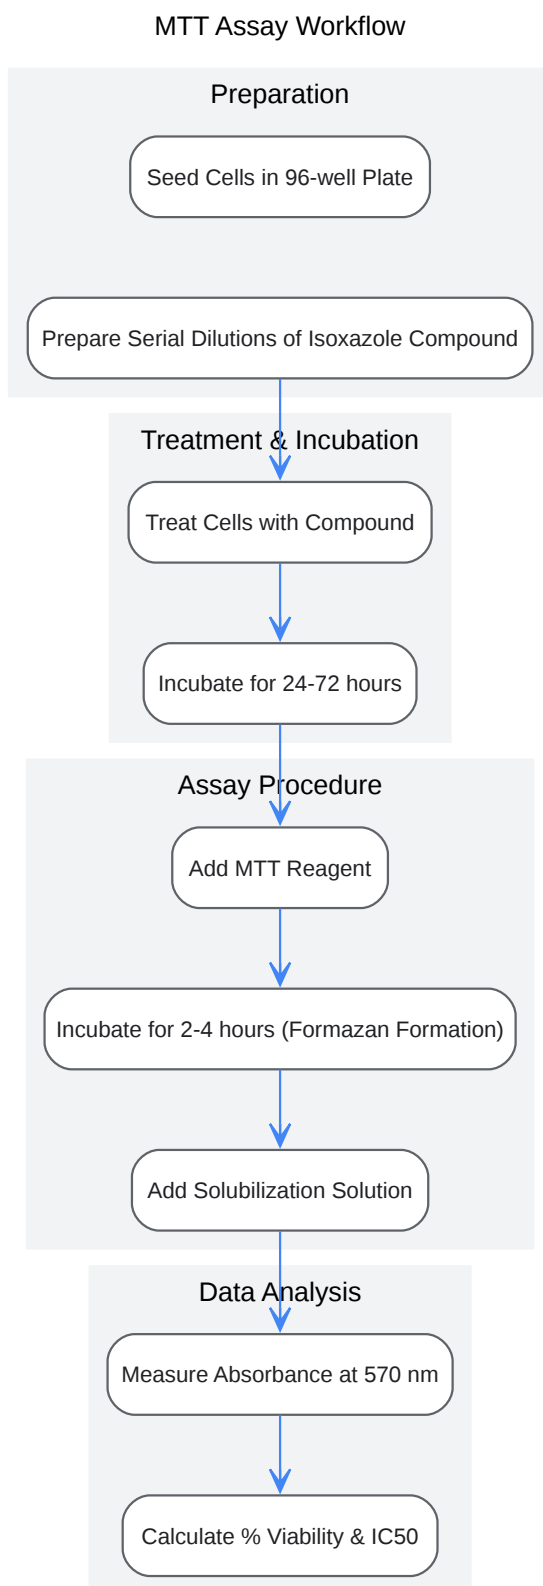 MTT Assay Workflow
Preparation
Seed Cells in 96-well Plate
Prepare Serial Dilutions of Isoxazole Compound
Treatment & Incubation
Treat Cells with Compound
Incubate for 24-72 hours
Assay Procedure
Add MTT Reagent
Incubate for 2-4 hours (Formazan Formation)
Add Solubilization Solution
Data Analysis
Measure Absorbance at 570 nm
Calculate % Viability & IC50